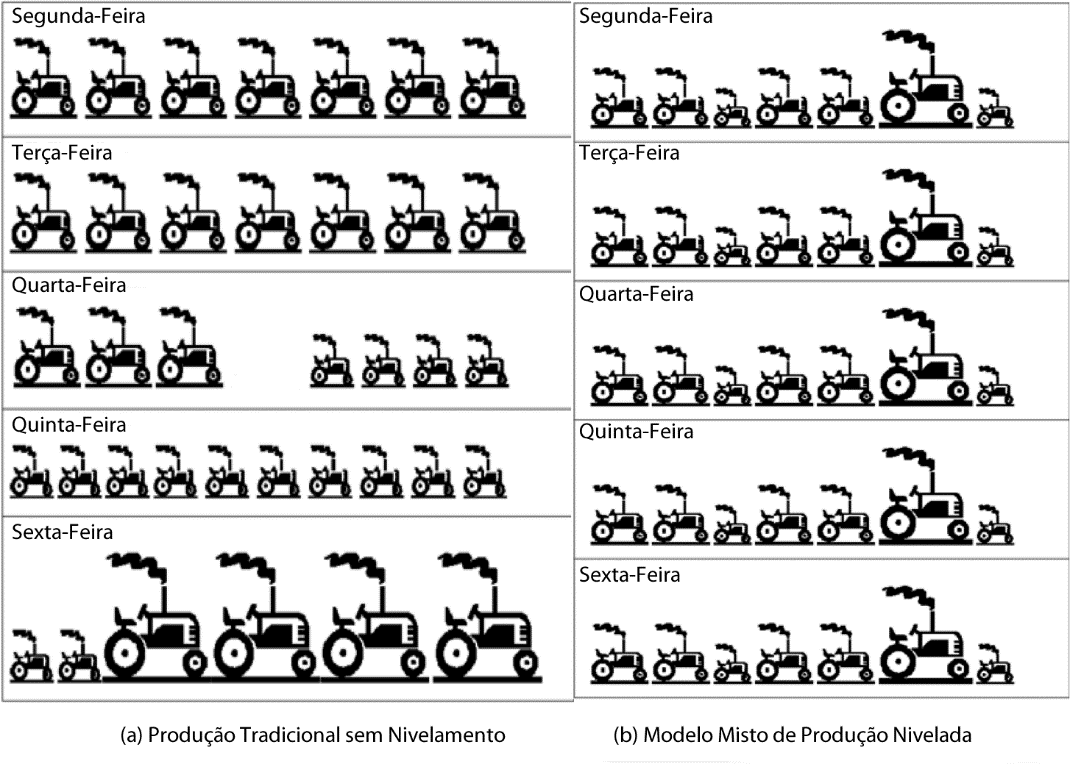 Segunda-Feira
Terça-Feira
Quarta-Feira
Quinta-Feira
Sexta-Feira
(a) Produção Tradicional sem Nivelamento
Segunda-Feira
Terça-Feira
Quarta-Feira
Quinta-Feira
Sexta-Feira
(b) Modelo Misto de Produção Nivelada